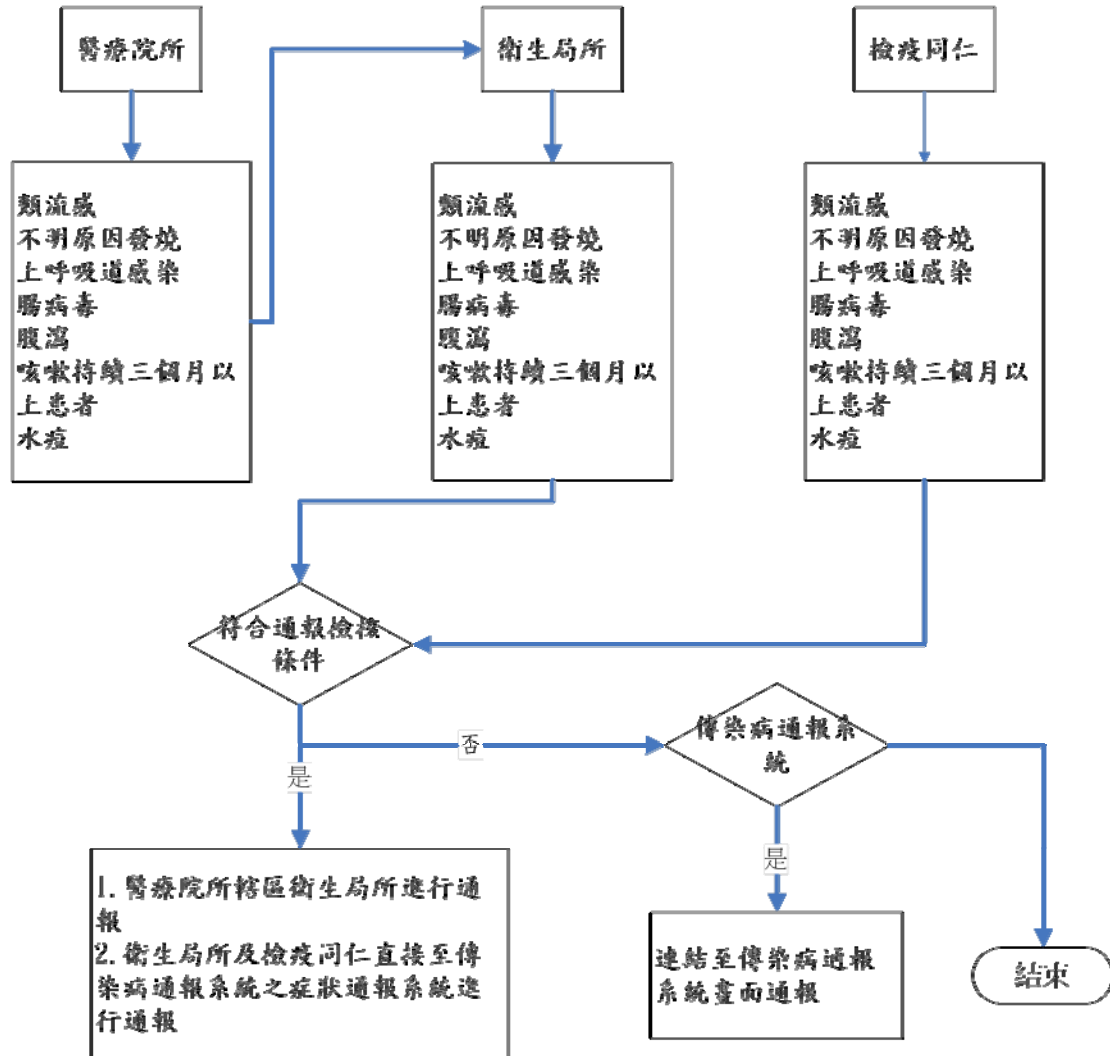 醫療院所
衛生局所
檢疫同仁
類流感
不明原因發燒
上呼吸道感染
腸病毒
腹瀉
咳嗽持續三個月以
上患者
水痘
類流感
不明原因發燒
上呼吸道感染
腸病毒
腹瀉
咳嗽持續三個月以
上患者
水痘
類流感
不明原因發燒
上呼吸道感染
腸病毒
腹瀉
咳嗽持續三個月以
上患者
水痘
符合通報檢接
條件
傳染病通報系
統
否
是
是
1. 醫療院所轄區衛生局所進行通
報
2. 衛生局所及檢疫同仁直接至傳
染病通報系統之症狀通報系統進
行通報
連結至傳染病通報
系統畫面通報
結束